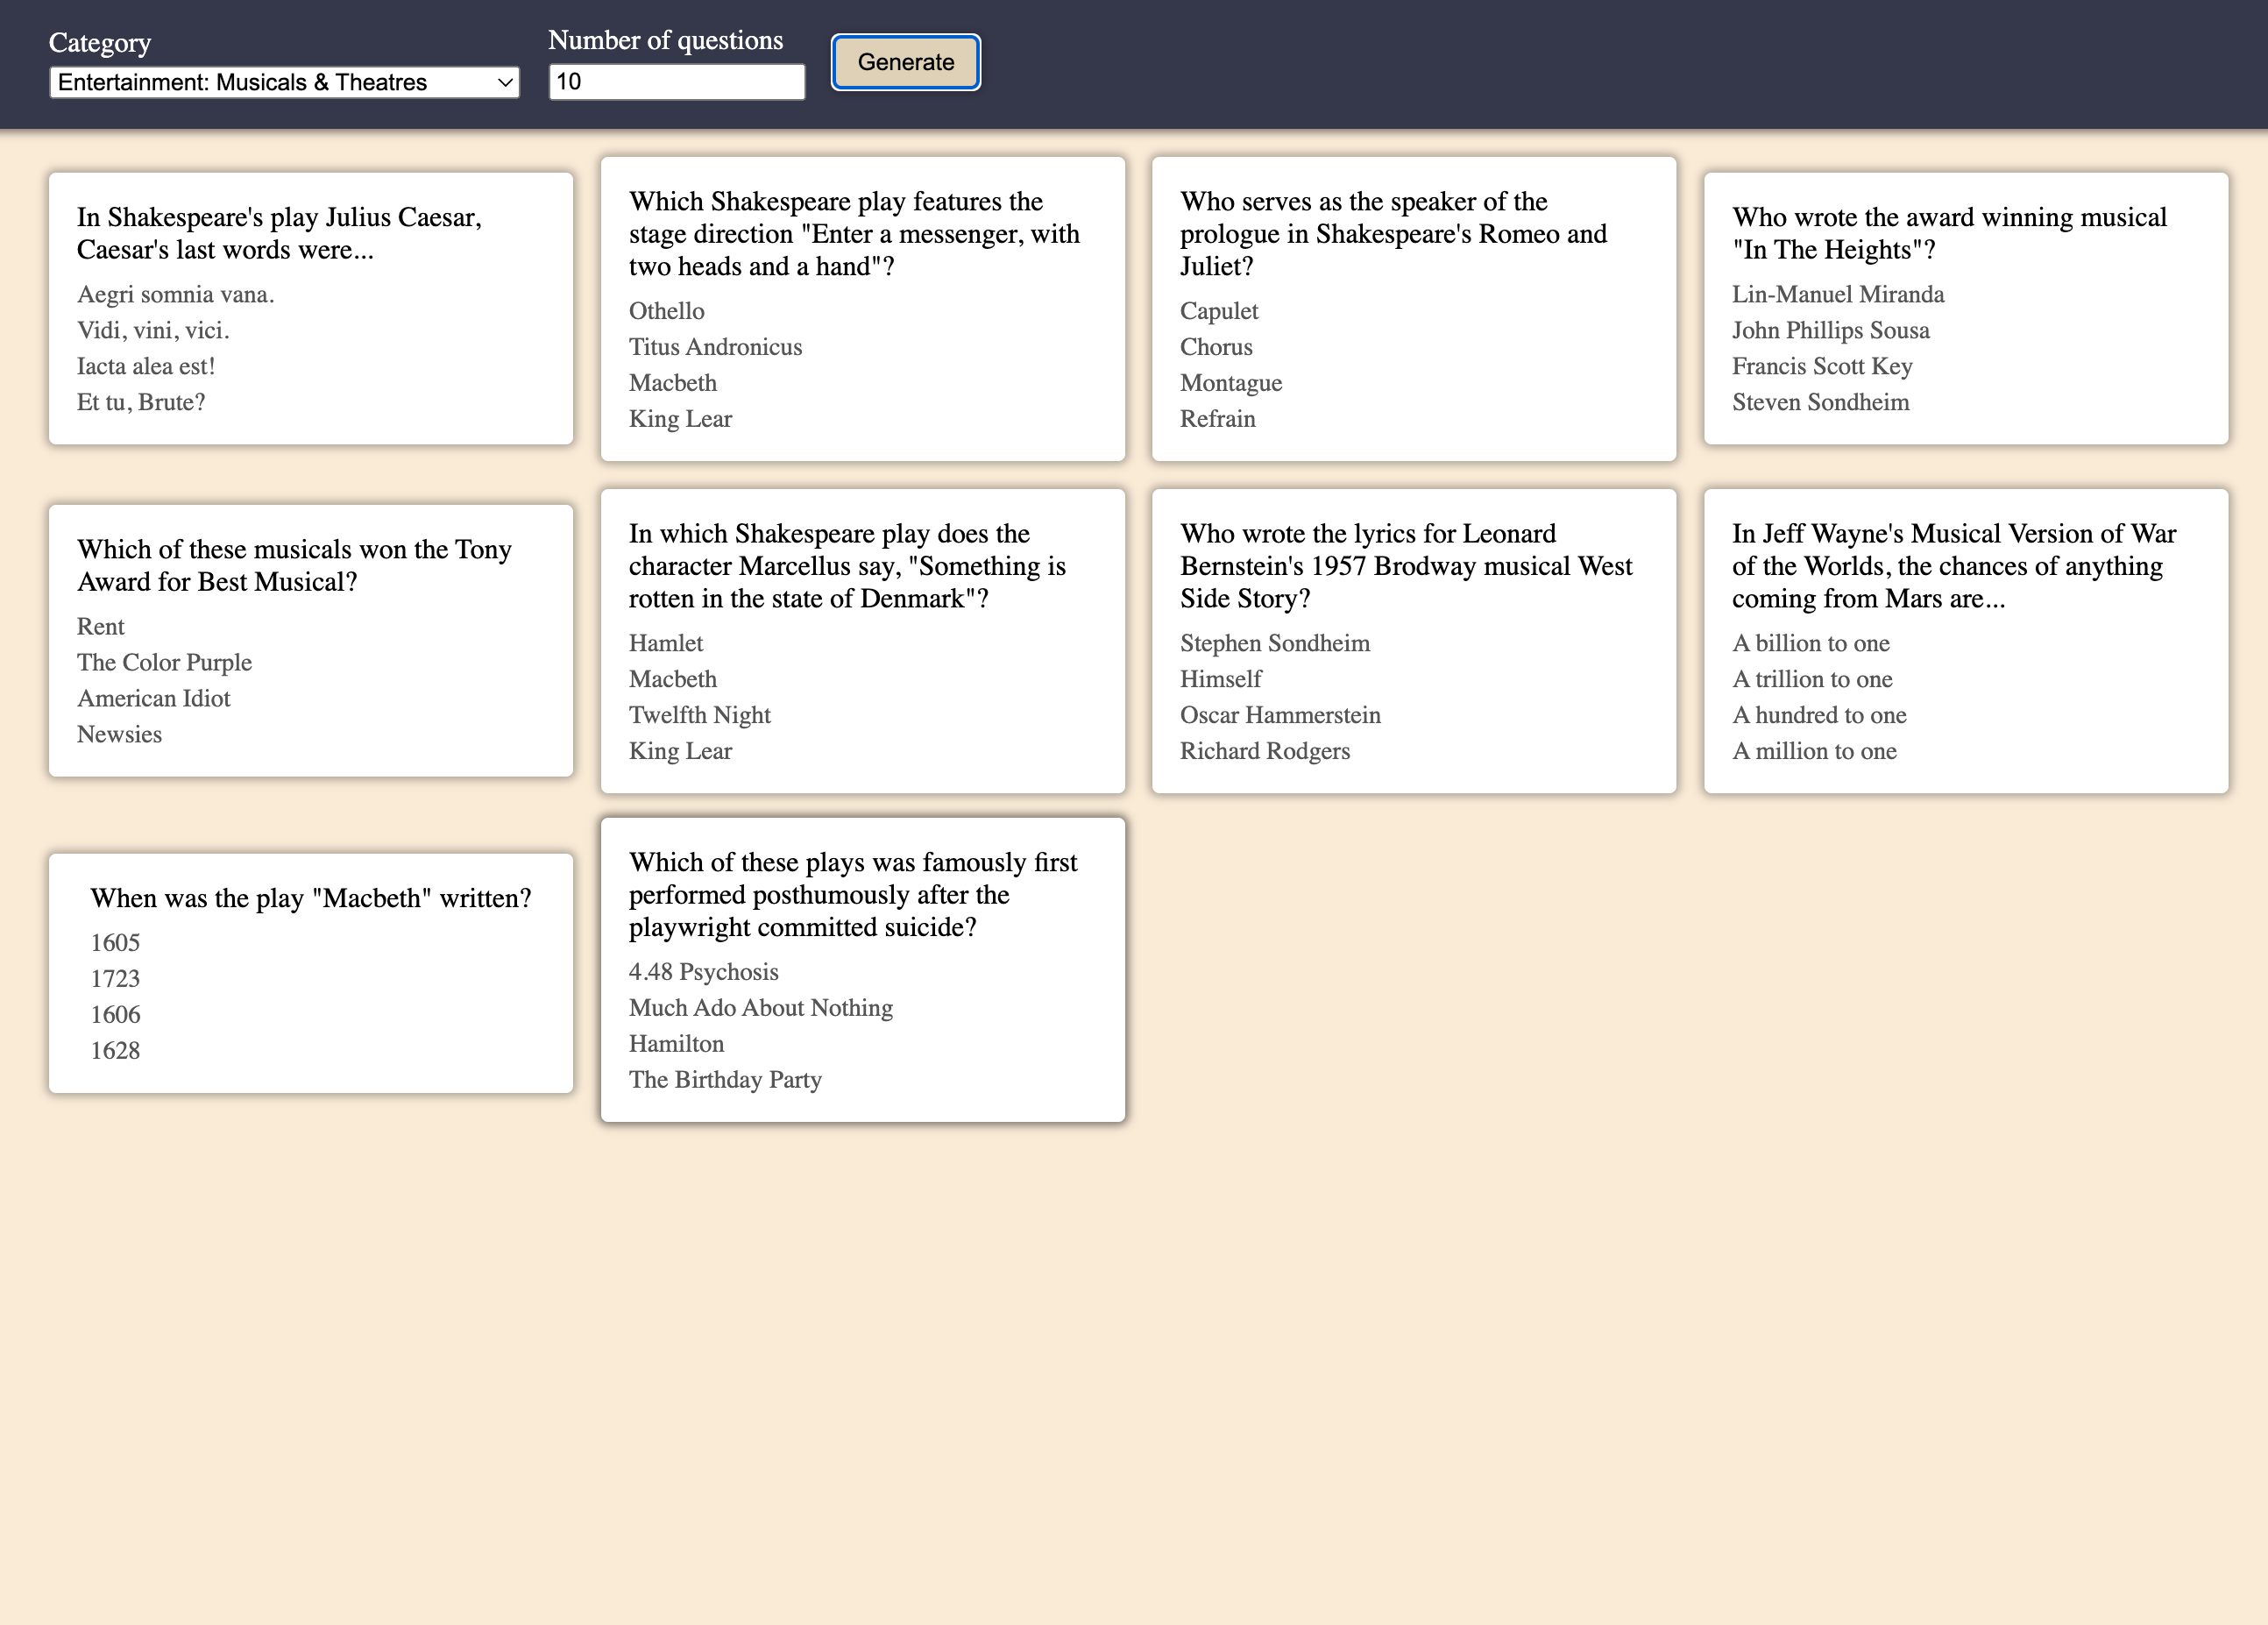 Category
Entertainment: Musicals & Theatres
Number of questions
10
Generate
In Shakespeare's play Julius Caesar,
Caesar's last words were...
Aegri somnia vana.
Vidi, vini, vici.
Iacta alea est!
Et tu, Brute?
Which Shakespeare play features the
stage direction "Enter a messenger, with
two heads and a hand"?
Othello
Titus Andronicus
Macbeth
King Lear
Who serves as the speaker of the
prologue in Shakespeare's Romeo and
Juliet?
Capulet
Chorus
Montague
Refrain
Who wrote the award winning musical
"In The Heights"?
Lin-Manuel Miranda
John Phillips Sousa
Francis Scott Key
Steven Sondheim
Which of these musicals won the Tony
Award for Best Musical?
Rent
The Color Purple
American Idiot
Newsies
In which Shakespeare play does the
character Marcellus say, "Something is
rotten in the state of Denmark"?
Hamlet
Macbeth
Twelfth Night
King Lear
Who wrote the lyrics for Leonard
Bernstein's 1957 Brodway musical West
Side Story?
Stephen Sondheim
Himself
Oscar Hammerstein
Richard Rodgers
In Jeff Wayne's Musical Version of War
of the Worlds, the chances of anything
coming from Mars are...
A billion to one
A trillion to one
A hundred to one
A million to one
When was the play "Macbeth" written?
1605
1723
1606
1628
Which of these plays was famously first
performed posthumously after the
playwright committed suicide?
4.48 Psychosis
Much Ado About Nothing
Hamilton
The Birthday Party